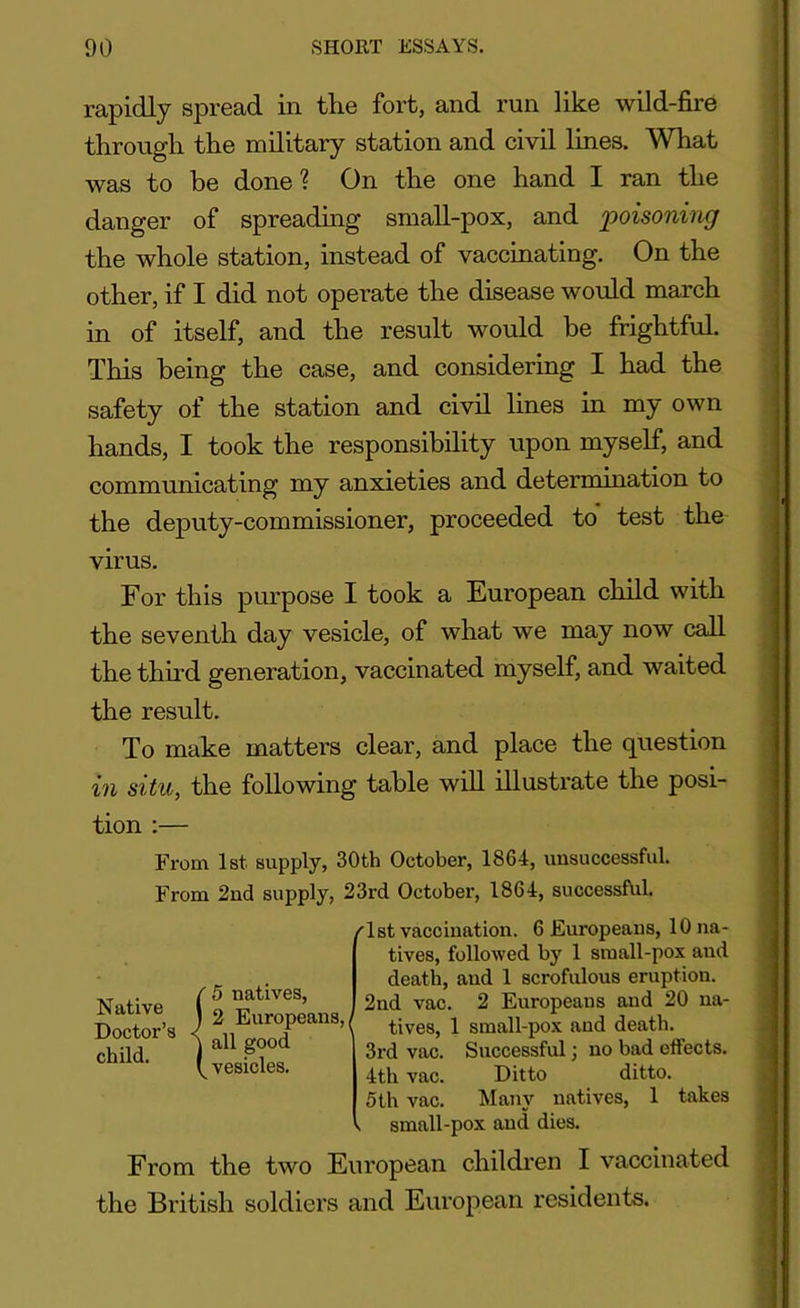 90 SHORT ESSAYS.
rapidly spread in the fort, and run like wild-fire
through the military station and civil lines. What
was to be done? On the one hand I ran the
danger of spreading small-pox, and poisoning
the whole station, instead of vaccinating. On the
other, if I did not operate the disease would march
in of itself, and the result would be frightful.
This being the case, and considering I had the
safety of the station and civil lines in my own
hands, I took the responsibility upon myself, and
communicating my anxieties and determination to
the deputy-commissioner, proceeded to test the
virus.
For this purpose I took a European child with
the seventh day vesicle, of what we may now call
the third generation, vaccinated myself, and waited
the result.
To make matters clear, and place the question
in situ, the following table will illustrate the posi-
tion :—
From 1st supply, 30th October, 1864, unsuccessful.
From 2nd supply, 23rd October, 1864, successful.
Native
Doctor's
child.
5 natives,
2 Europeans,
all good
vesicles.
1st vaccination. 6 Europeans, 10 na-
tives, followed by 1 small-pox and
death, and 1 scrofulous eruption.
2nd vac. 2 Europeans and 20 na-
tives, 1 small-pox and death.
3rd vac. Successful; no bad effects.
4th vac. Ditto ditto.
5th vac. Many natives, 1 takes
small-pox and dies.
From the two European children I vaccinated
the British soldiers and European residents.